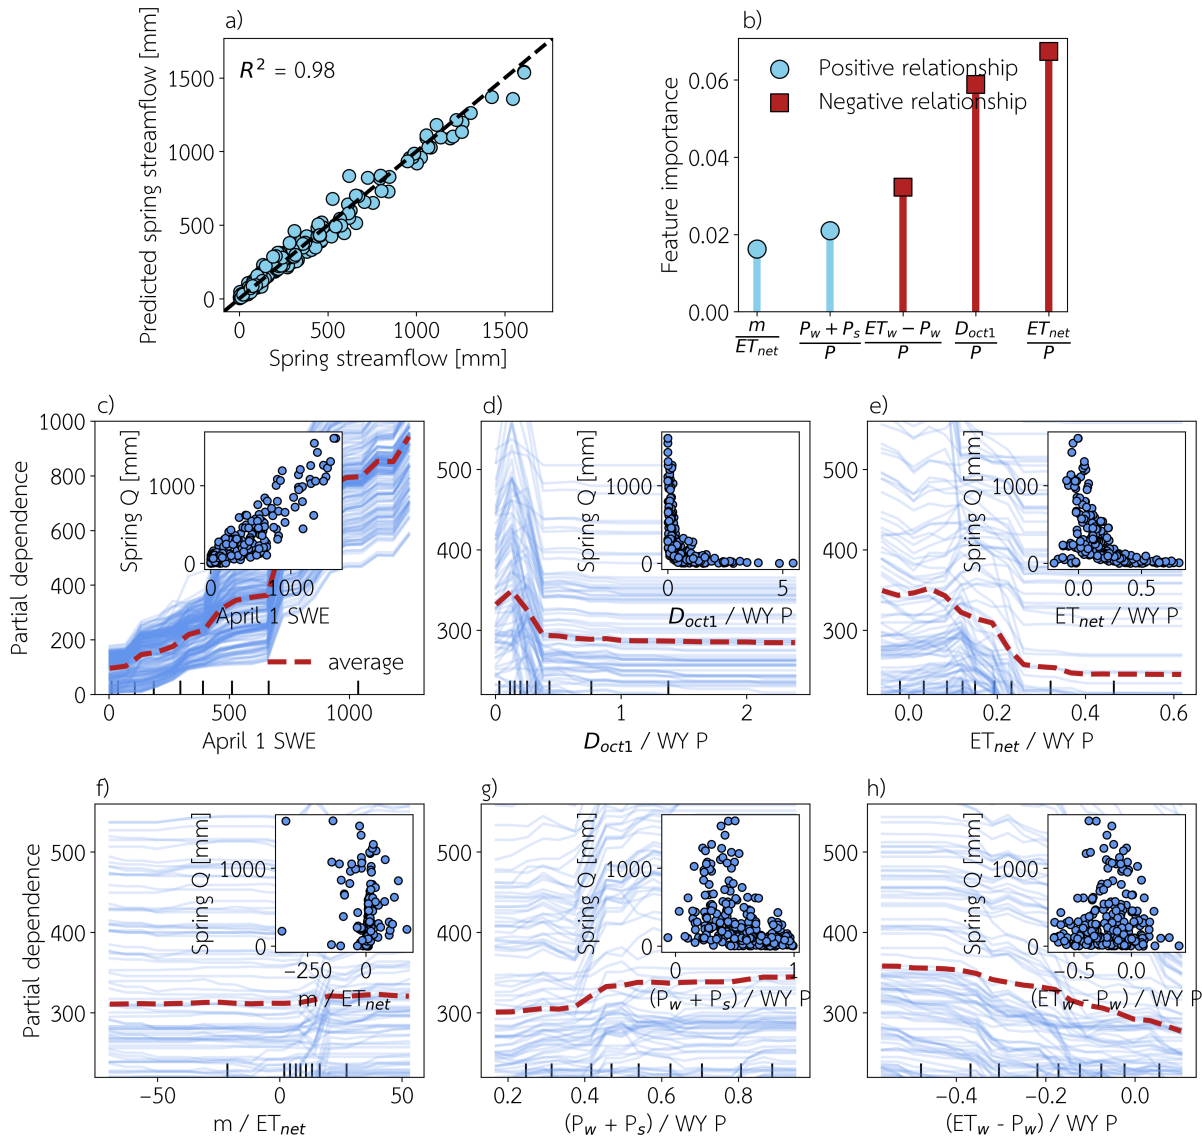 a)
Predicted spring streamflow [mm]
R² = 0.98
1500
1000
500
0
0 500 1000 1500
Spring streamflow [mm]
b)
Feature importance
Positive relationship
Negative relationship
0.06
0.04
0.02
0.00
m/ET_net (P_w + P_s)/P (ET_w − P_w)/P D_oct1/P ET_net/P
c)
Partial dependence
1000
800
600
400
200
0
Spring Q [mm]
1000
0
0 1000
April 1 SWE
average
0 500 1000
April 1 SWE
d)
500
400
300
Spring Q [mm]
1000
0
0 5
D_oct1 / WY P
0 1 2
D_oct1 / WY P
e)
500
400
300
Spring Q [mm]
1000
0
0.0 0.5
ET_net / WY P
0.0 0.2 0.4 0.6
ET_net / WY P
f)
Partial dependence
500
400
300
Spring Q [mm]
1000
0
−250 0
m / ET_net
−50 0 50
m / ET_net
g)
500
400
300
Spring Q [mm]
1000
0
0 1
(P_w + P_s) / WY P
0.2 0.4 0.6 0.8
(P_w + P_s) / WY P
h)
500
400
300
Spring Q [mm]
1000
0
−0.5 0.0
(ET_w - P_w) / WY P
−0.4 −0.2 0.0
(ET_w - P_w) / WY P